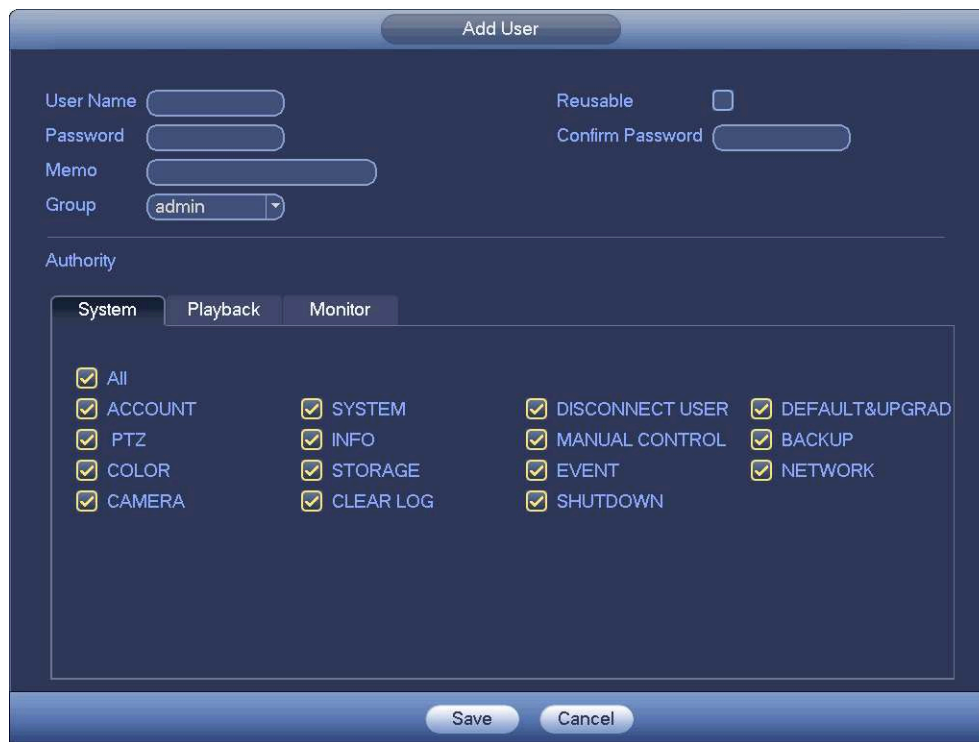 Add User
User Name
Reusable
Password
Confirm Password
Memo
Group admin
Authority
System Playback Monitor
All
ACCOUNT SYSTEM DISCONNECT USER DEFAULT&UPGRAD
PTZ INFO MANUAL CONTROL BACKUP
COLOR STORAGE EVENT NETWORK
CAMERA CLEAR LOG SHUTDOWN
Save Cancel